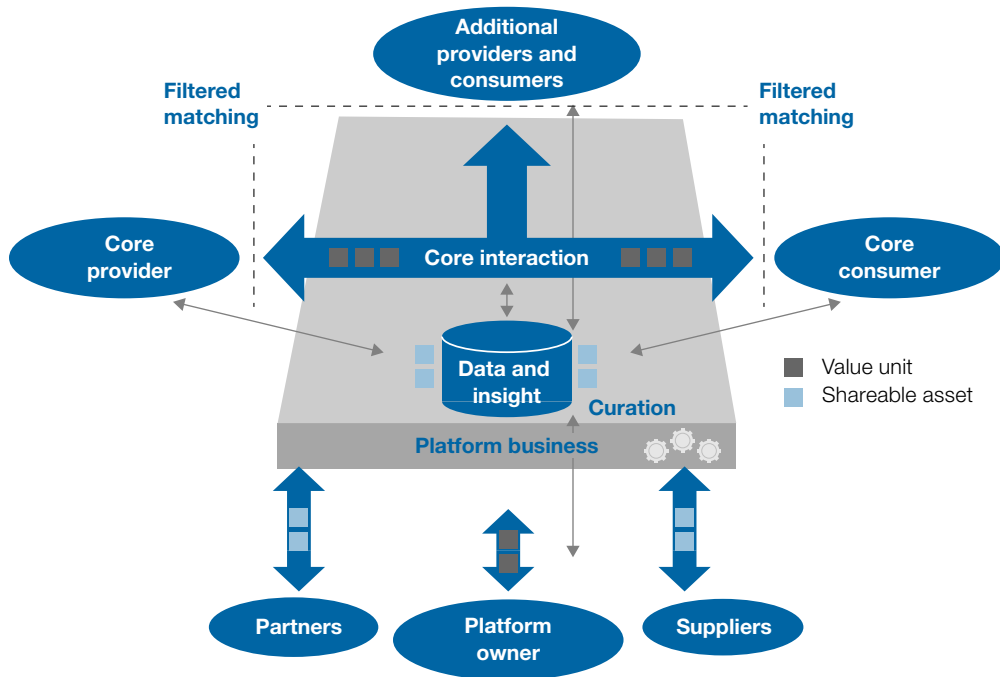 Additional
providers and
consumers
Filtered
matching
Filtered
matching
Core
provider
Core interaction
Core
consumer
Data and
insight
Value unit
Shareable asset
Curation
Platform business
Partners
Platform
owner
Suppliers